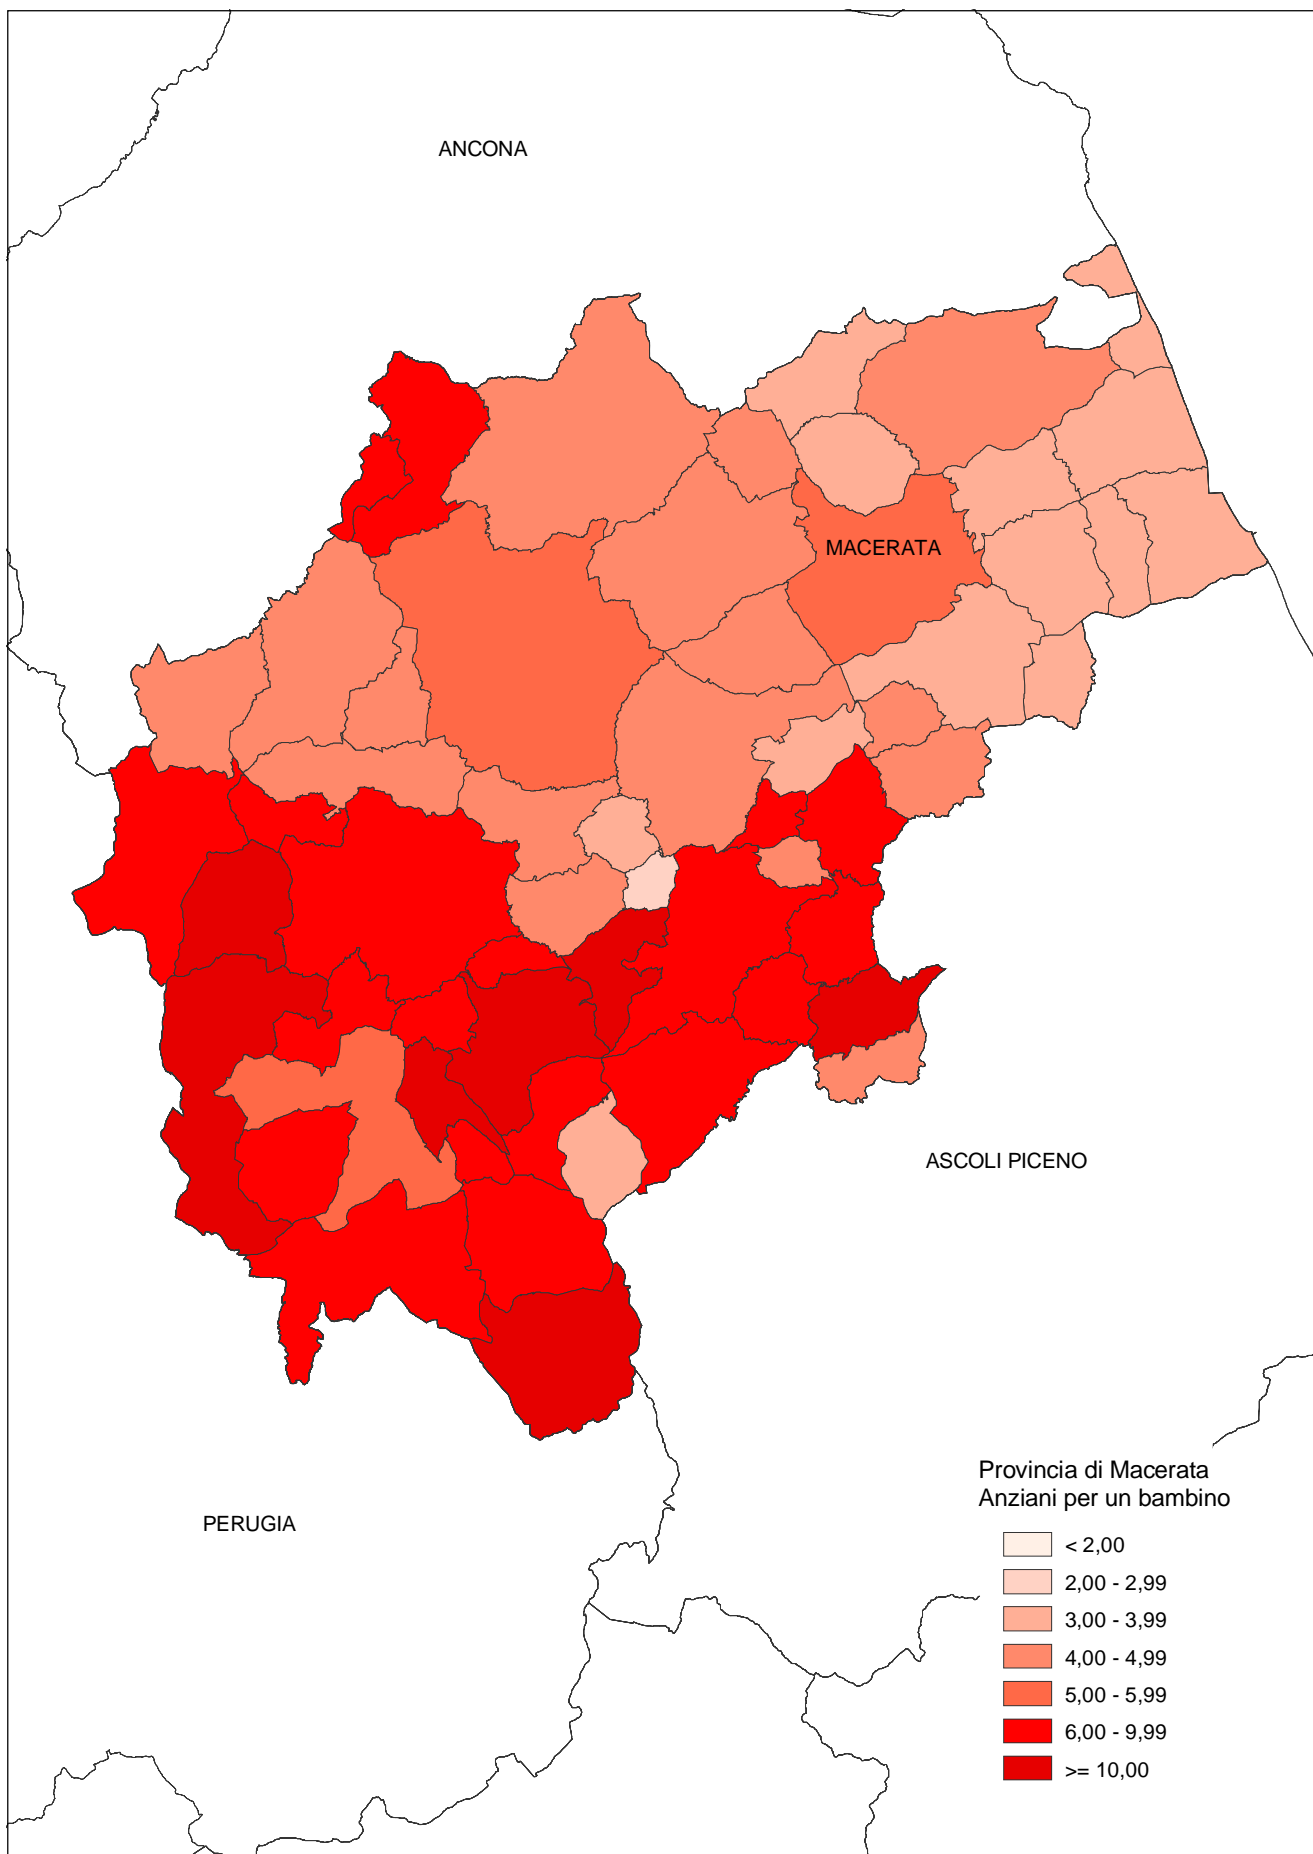 ANCONA
MACERATA
ASCOLI PICENO
PERUGIA
Provincia di Macerata
Anziani per un bambino
< 2,00
2,00 - 2,99
3,00 - 3,99
4,00 - 4,99
5,00 - 5,99
6,00 - 9,99
>= 10,00